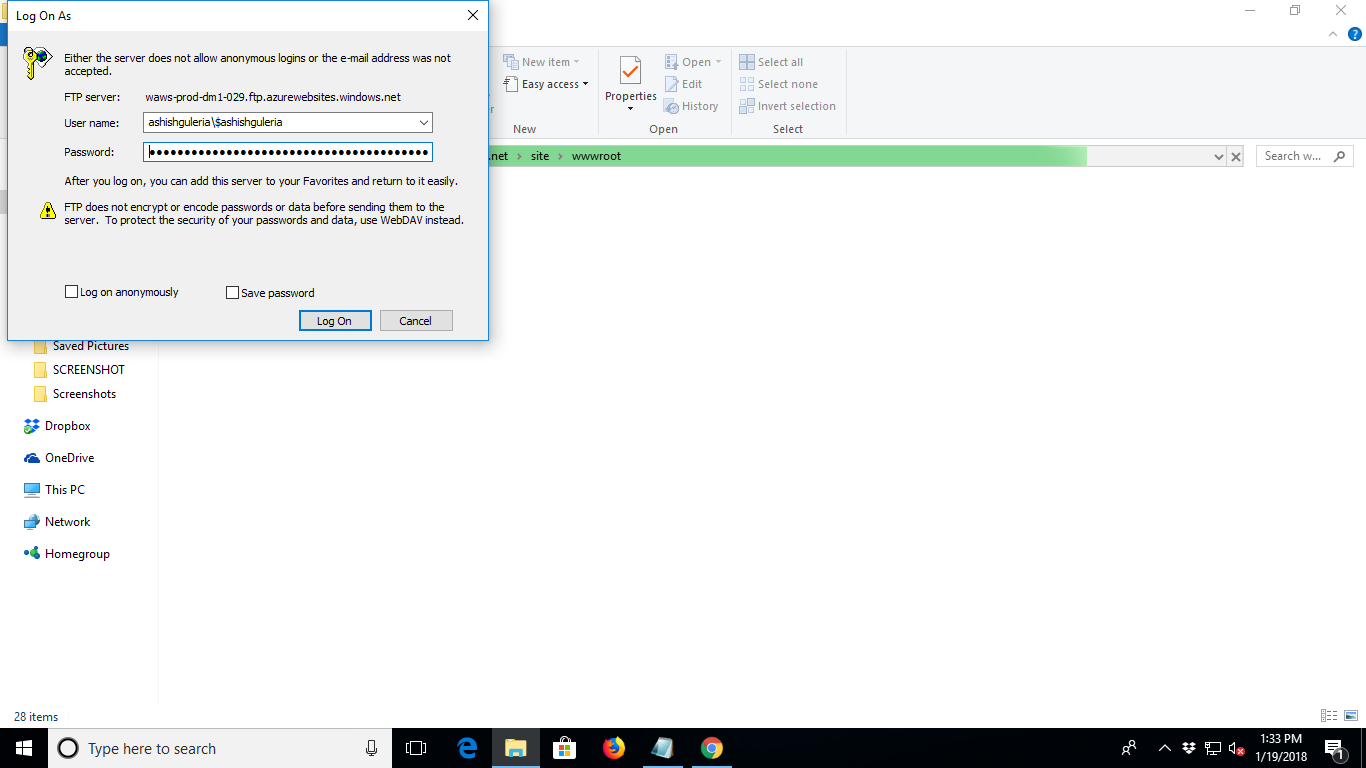 Log On As
Either the server does not allow anonymous logins or the e-mail address was not
accepted.
FTP server: waws-prod-dm1-029.ftp.azurewebsites.windows.net
User name: ashishguleria\$ashishguleria
Password: ●●●●●●●●●●●●●●●●●●●●●●●●●●●●●●●●●●●●●●●●
After you log on, you can add this server to your Favorites and return to it easily.
FTP does not encrypt or encode passwords or data before sending them to the
server. To protect the security of your passwords and data, use WebDAV instead.
Log on anonymously
Save password
Log On
Cancel
New item
Easy access
New
Properties
Open
Edit
History
Open
Select all
Select none
Invert selection
Select
.net > site > wwwroot
Search w...
Saved Pictures
SCREENSHOT
Screenshots
Dropbox
OneDrive
This PC
Network
Homegroup
28 items
Type here to search
1:33 PM
1/19/2018
1